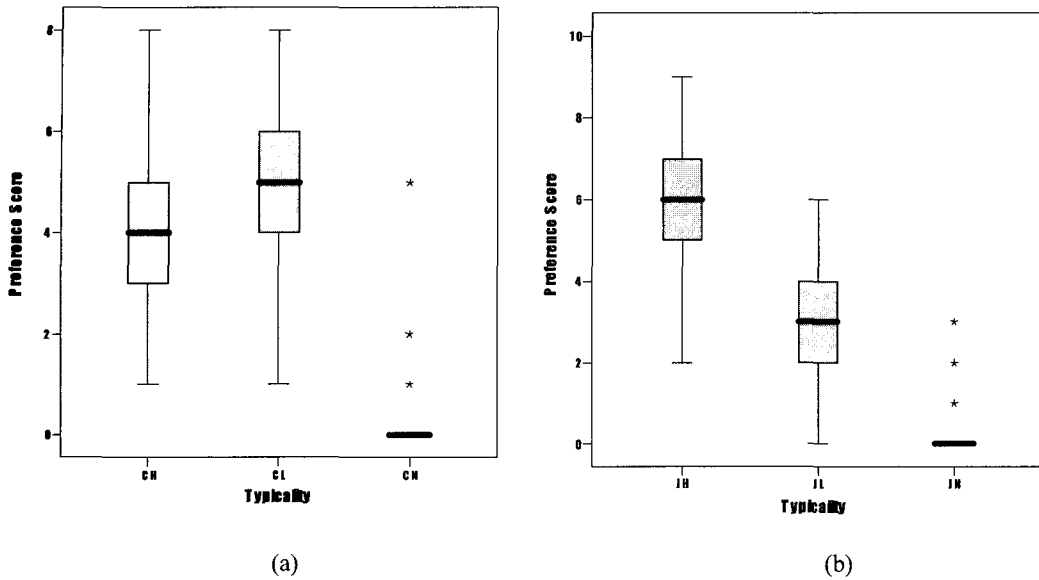 8
6
4
2
0
Preference Score
CH
CL
CN
Typicality
*
*
*
(a)
10
8
6
4
2
0
Preference Score
JH
JL
JN
Typicality
*
*
*
(b)